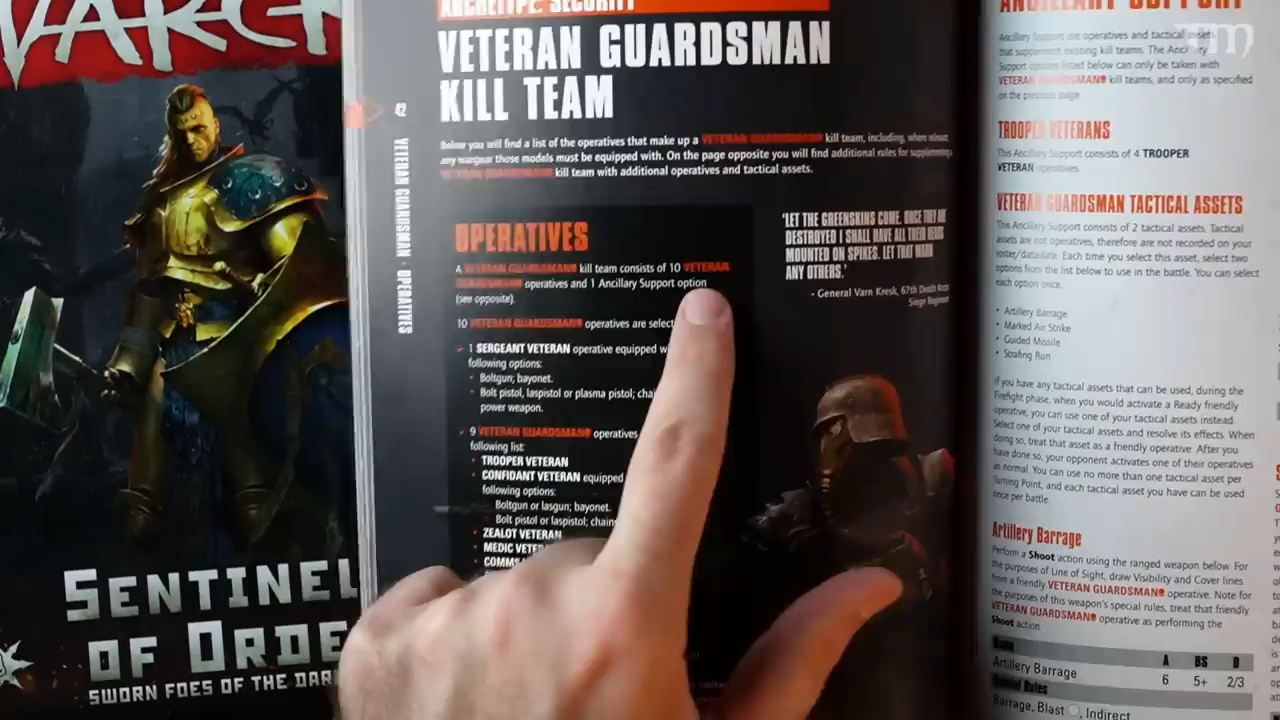 SENTINEL
OF ORDE
SWORN FOES OF THE DAR
42
VETERAN GUARDSMAN • OPERATIVES
ARCHETYPE: SECURITY
VETERAN GUARDSMAN
KILL TEAM
Below you will find a list of the operatives that make up a VETERAN GUARDSMAN kill team, including, when relevant,
any wargear those models must be equipped with. On the page opposite you will find additional rules for supplementing
VETERAN GUARDSMAN kill team with additional operatives and tactical assets.
OPERATIVES
A VETERAN GUARDSMAN kill team consists of 10 VETERAN
GUARDSMAN operatives and 1 Ancillary Support option
(see opposite).
10 VETERAN GUARDSMAN operatives are select
1 SERGEANT VETERAN operative equipped w
following options:
• Boltgun; bayonet.
• Bolt pistol, laspistol or plasma pistol; chai
power weapon.
9 VETERAN GUARDSMAN operatives
following list:
• TROOPER VETERAN
• CONFIDANT VETERAN equipped
following options:
Boltgun or lasgun; bayonet.
Bolt pistol or laspistol; chains
• ZEALOT VETERAN
• MEDIC VETER
• COMMS
'LET THE GREENSKINS COME. ONCE THEY ARE
DESTROYED I SHALL HAVE ALL THEIR HEADS
MOUNTED ON SPIKES. LET THAT WARN
ANY OTHERS.'
- General Varn Kresk, 67th Death Korps
Siege Regiment
ANCILLARY SUPPORT
Ancillary Support are operatives and tactical assets
that supplement existing kill teams. The Ancillary
Support options listed below can only be taken with
VETERAN GUARDSMAN kill teams, and only as specified
on the previous page.
TROOPER VETERANS
This Ancillary Support consists of 4 TROOPER
VETERAN operatives.
VETERAN GUARDSMAN TACTICAL ASSETS
This Ancillary Support consists of 2 tactical assets. Tactical
assets are not operatives, therefore are not recorded on your
roster/dataslate. Each time you select this asset, select two
options from the list below to use in the battle. You can select
each option once.
• Artillery Barrage
• Marked Air Strike
• Guided Missile
• Strafing Run
If you have any tactical assets that can be used, during the
Firefight phase, when you would activate a Ready friendly
operative, you can use one of your tactical assets instead.
Select one of your tactical assets and resolve its effects. When
doing so, treat that asset as a friendly operative. After you
have done so, your opponent activates one of their operatives
as normal. You can use no more than one tactical asset per
Turning Point, and each tactical asset you have can be used
once per battle.
Artillery Barrage
Perform a Shoot action using the ranged weapon below. For
the purposes of Line of Sight, draw Visibility and Cover lines
from a friendly VETERAN GUARDSMAN operative. Note for
the purposes of this weapon's special rules, treat that friendly
VETERAN GUARDSMAN operative as performing the
Shoot action.
Name A BS D
Artillery Barrage 6 5+ 2/3
Special Rules
Barrage, Blast, Indirect